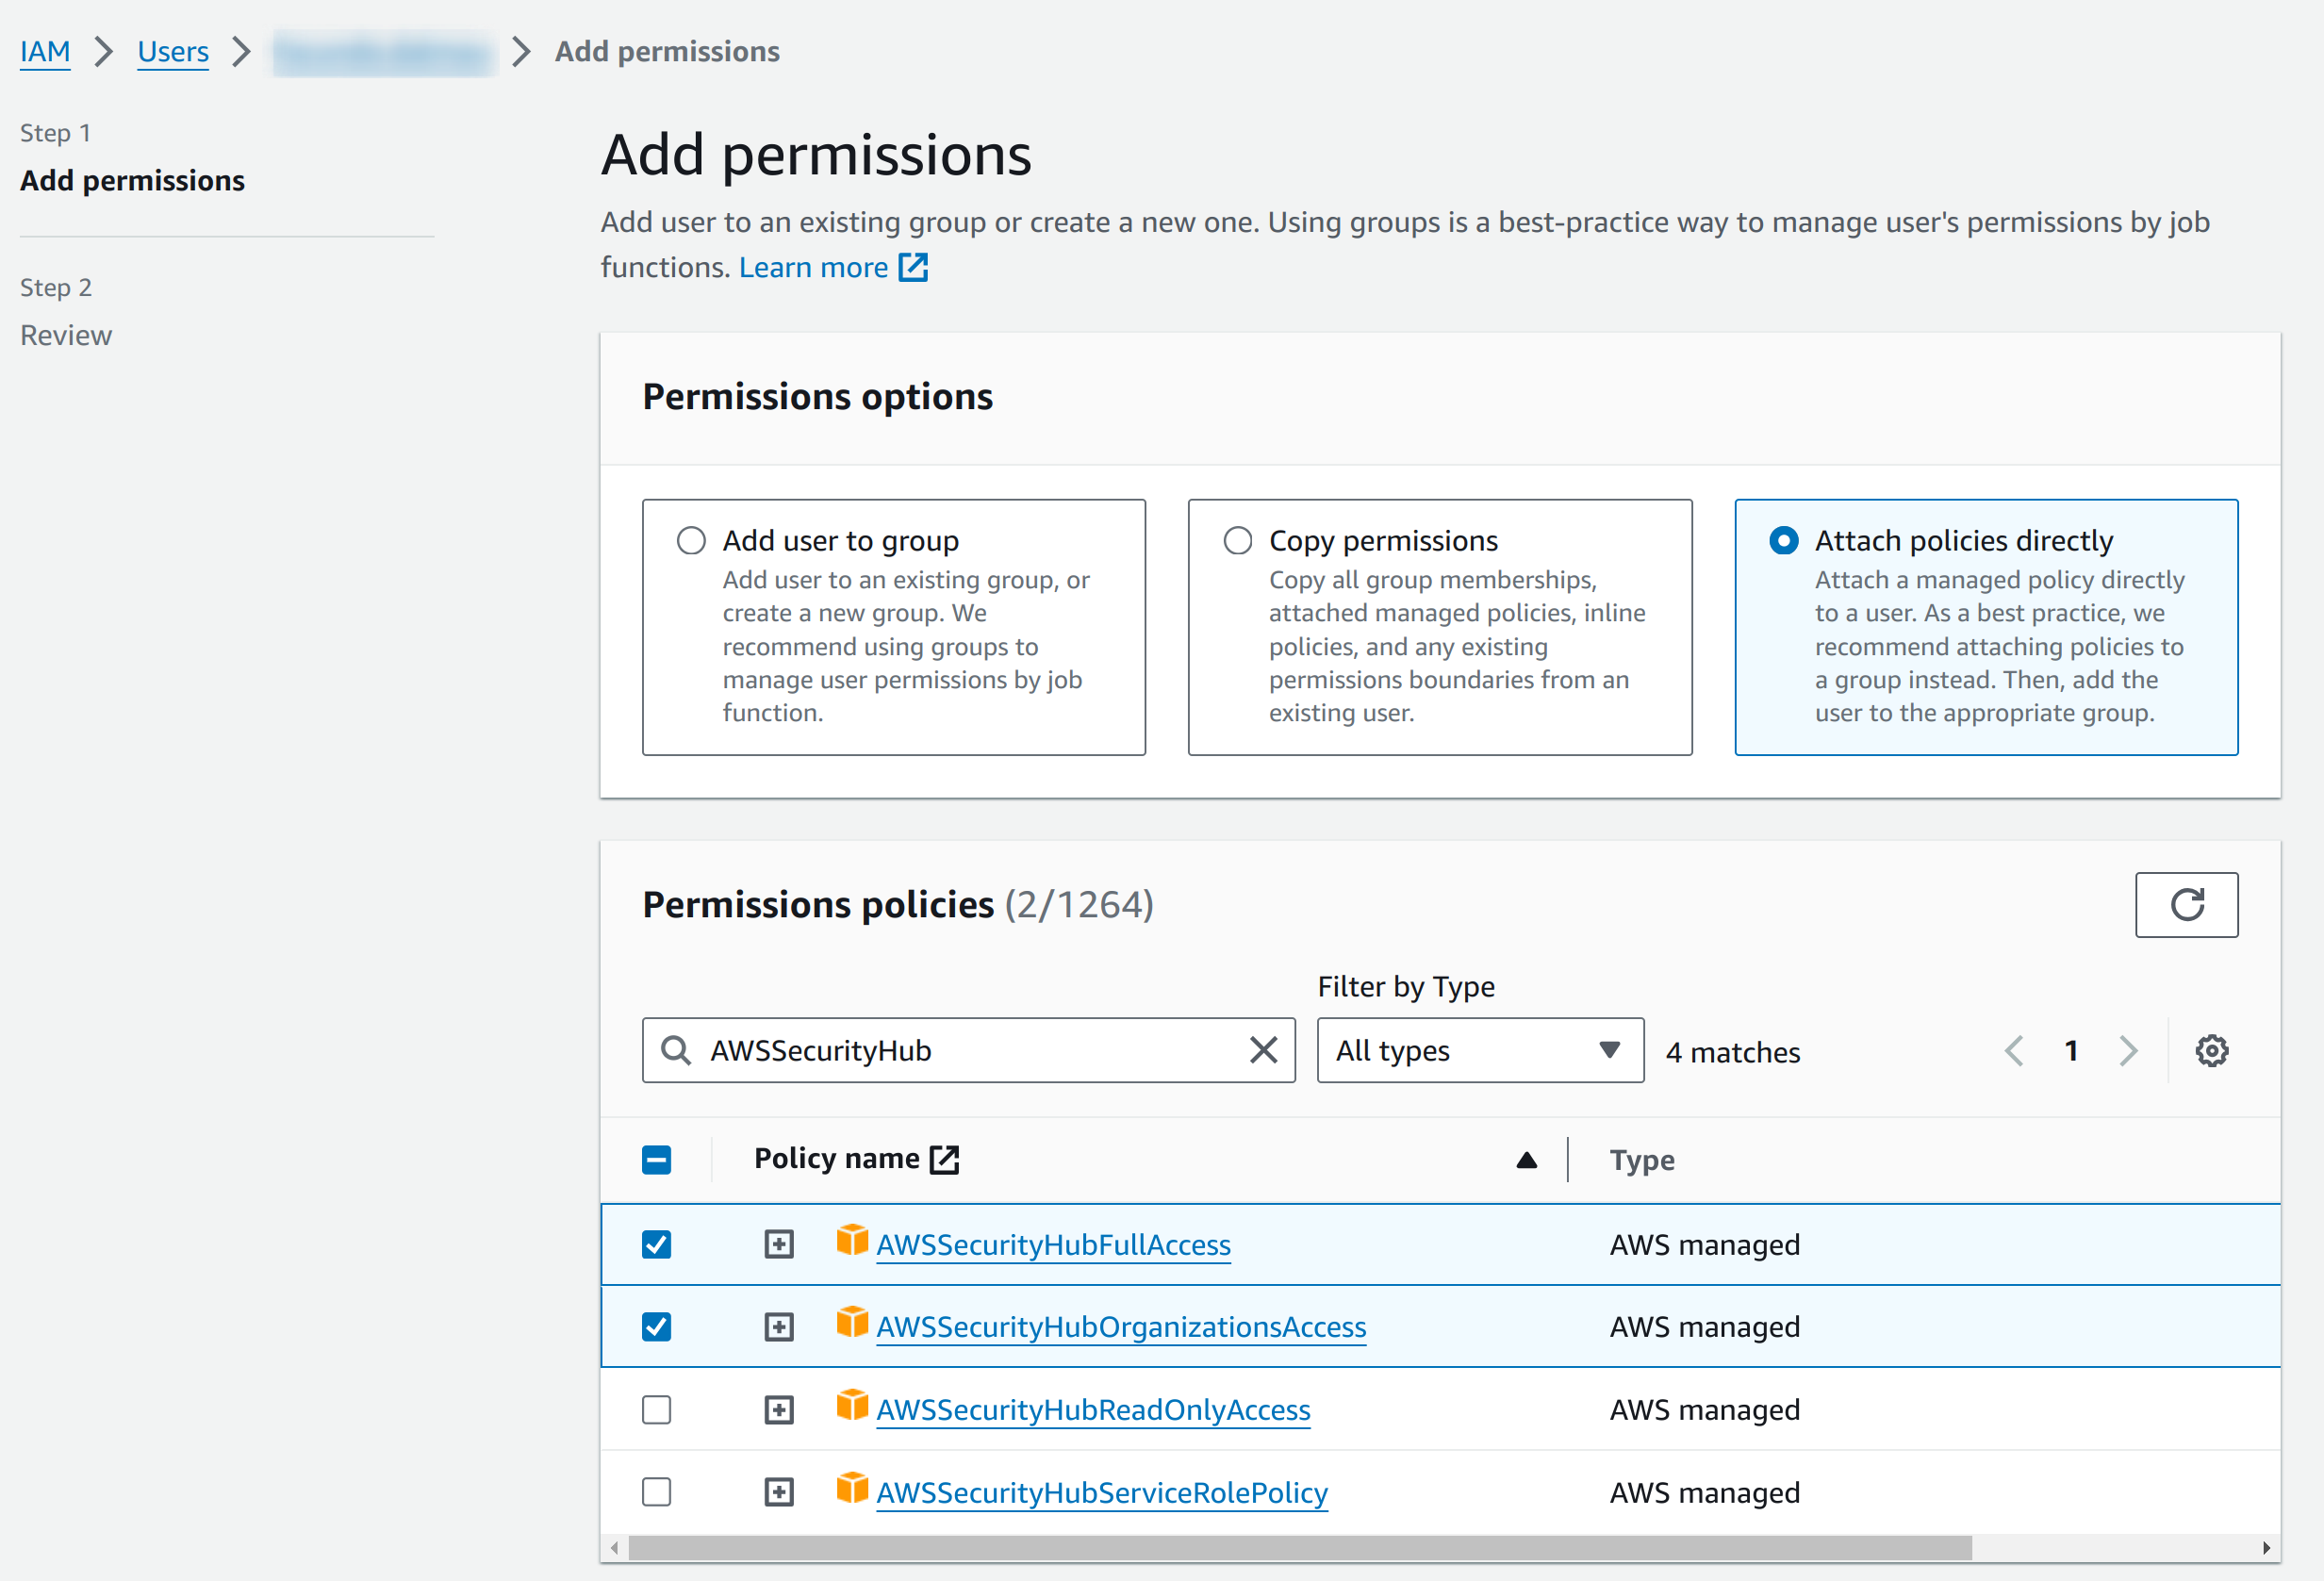 IAM > Users > > Add permissions
Step 1
Add permissions
Step 2
Review
Add permissions
Add user to an existing group or create a new one. Using groups is a best-practice way to manage user's permissions by job
functions. Learn more
Permissions options
Add user to group
Add user to an existing group, or
create a new group. We
recommend using groups to
manage user permissions by job
function.
Copy permissions
Copy all group memberships,
attached managed policies, inline
policies, and any existing
permissions boundaries from an
existing user.
Attach policies directly
Attach a managed policy directly
to a user. As a best practice, we
recommend attaching policies to
a group instead. Then, add the
user to the appropriate group.
Permissions policies (2/1264)
Filter by Type
AWSSecurityHub All types 4 matches 1
Policy name Type
AWSSecurityHubFullAccess AWS managed
AWSSecurityHubOrganizationsAccess AWS managed
AWSSecurityHubReadOnlyAccess AWS managed
AWSSecurityHubServiceRolePolicy AWS managed